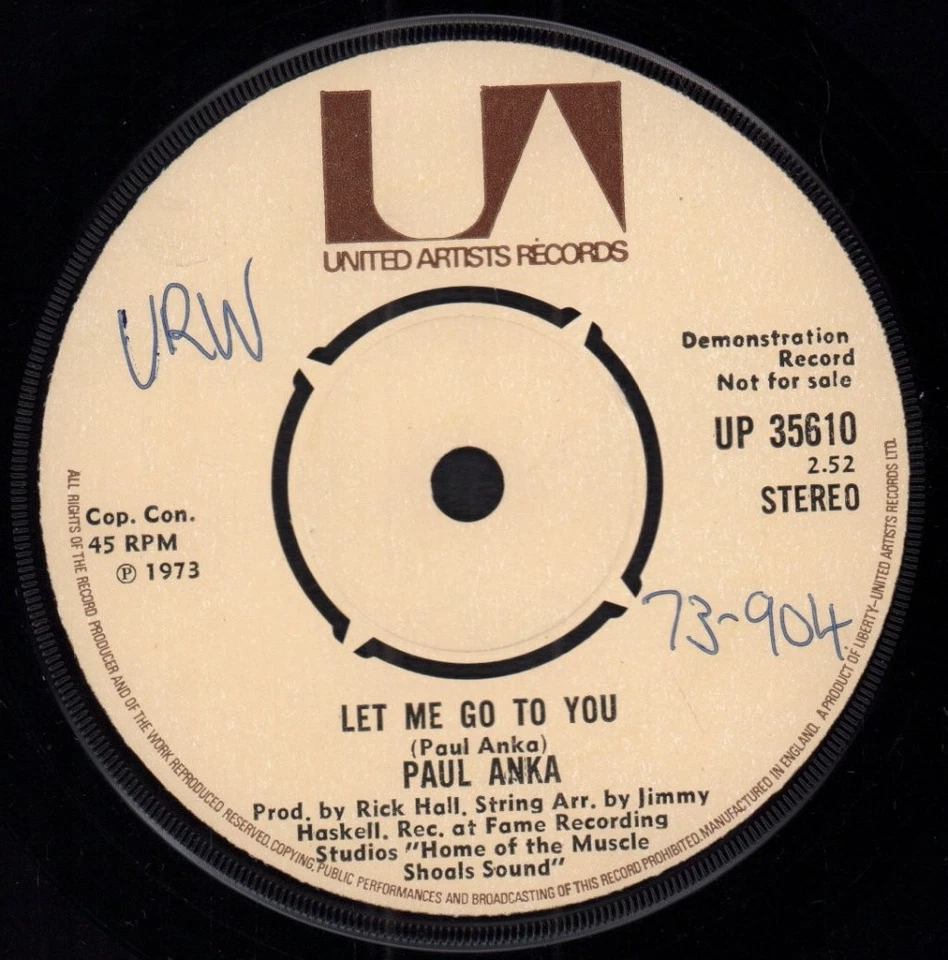 UA
UNITED ARTISTS RECORDS
URW
Demonstration
Record
Not for sale
UP 35610
2.52
STEREO
Cop. Con.
45 RPM
℗ 1973
73-904
LET ME GO TO YOU
(Paul Anka)
PAUL ANKA
Prod. by Rick Hall. String Arr. by Jimmy
Haskell. Rec. at Fame Recording
Studios "Home of the Muscle
Shoals Sound"
ALL RIGHTS OF THE RECORD PRODUCER AND OF THE WORK REPRODUCED RESERVED. COPYING, PUBLIC PERFORMANCES AND BROADCASTING OF THIS RECORD PROHIBITED. MANUFACTURED IN ENGLAND. A PRODUCT OF LIBERTY-UNITED ARTISTS RECORDS LTD.